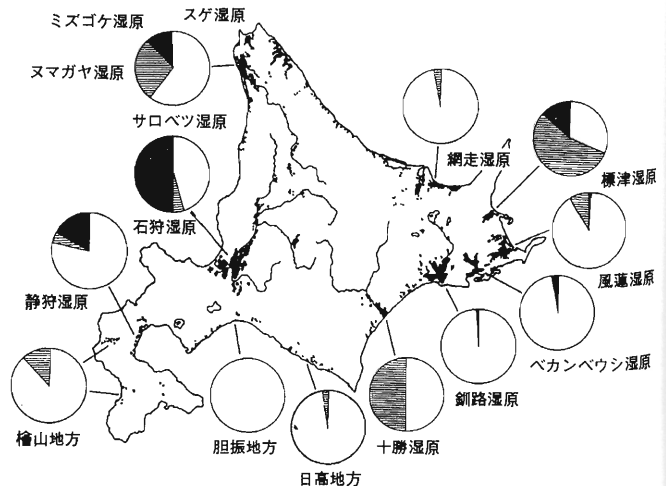 ミズゴケ湿原
スゲ湿原
ヌマガヤ湿原
サロベツ湿原
網走湿原
標津湿原
石狩湿原
風蓮湿原
静狩湿原
ベカンベウシ湿原
釧路湿原
檜山地方
胆振地方
十勝湿原
日高地方